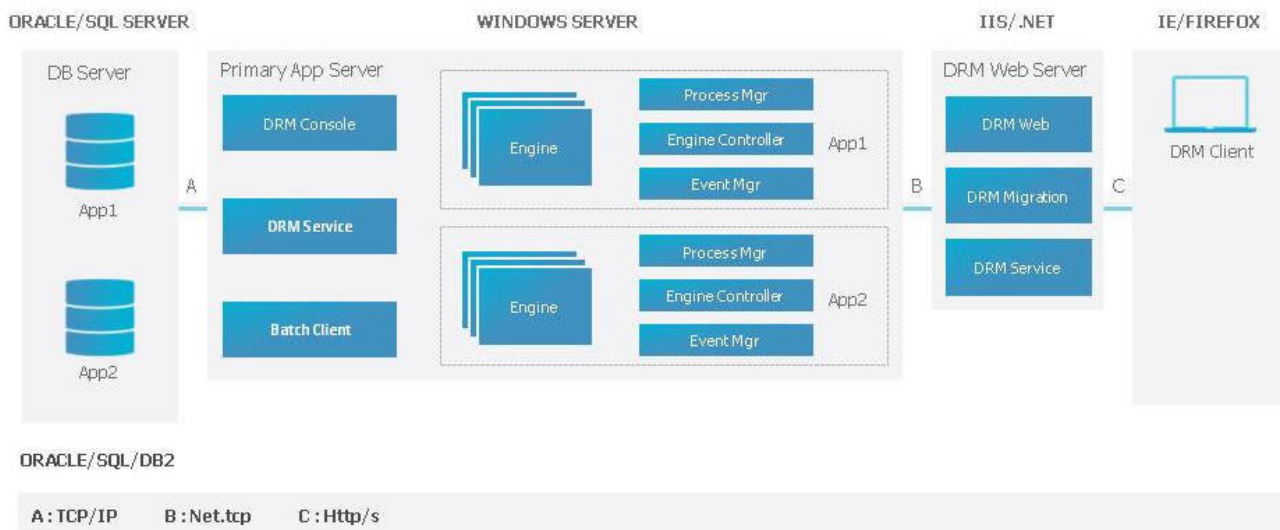 ORACLE/SQL SERVER
WINDOWS SERVER
IIS/.NET
IE/FIREFOX
DB Server
App1
App2
A
Primary App Server
DRM Console
DRM Service
Batch Client
Engine
Process Mgr
Engine Controller
Event Mgr
App1
Engine
Process Mgr
Engine Controller
Event Mgr
App2
B
DRM Web Server
DRM Web
DRM Migration
DRM Service
C
DRM Client
ORACLE/SQL/DB2
A : TCP/IP B : Net.tcp C : Http/s